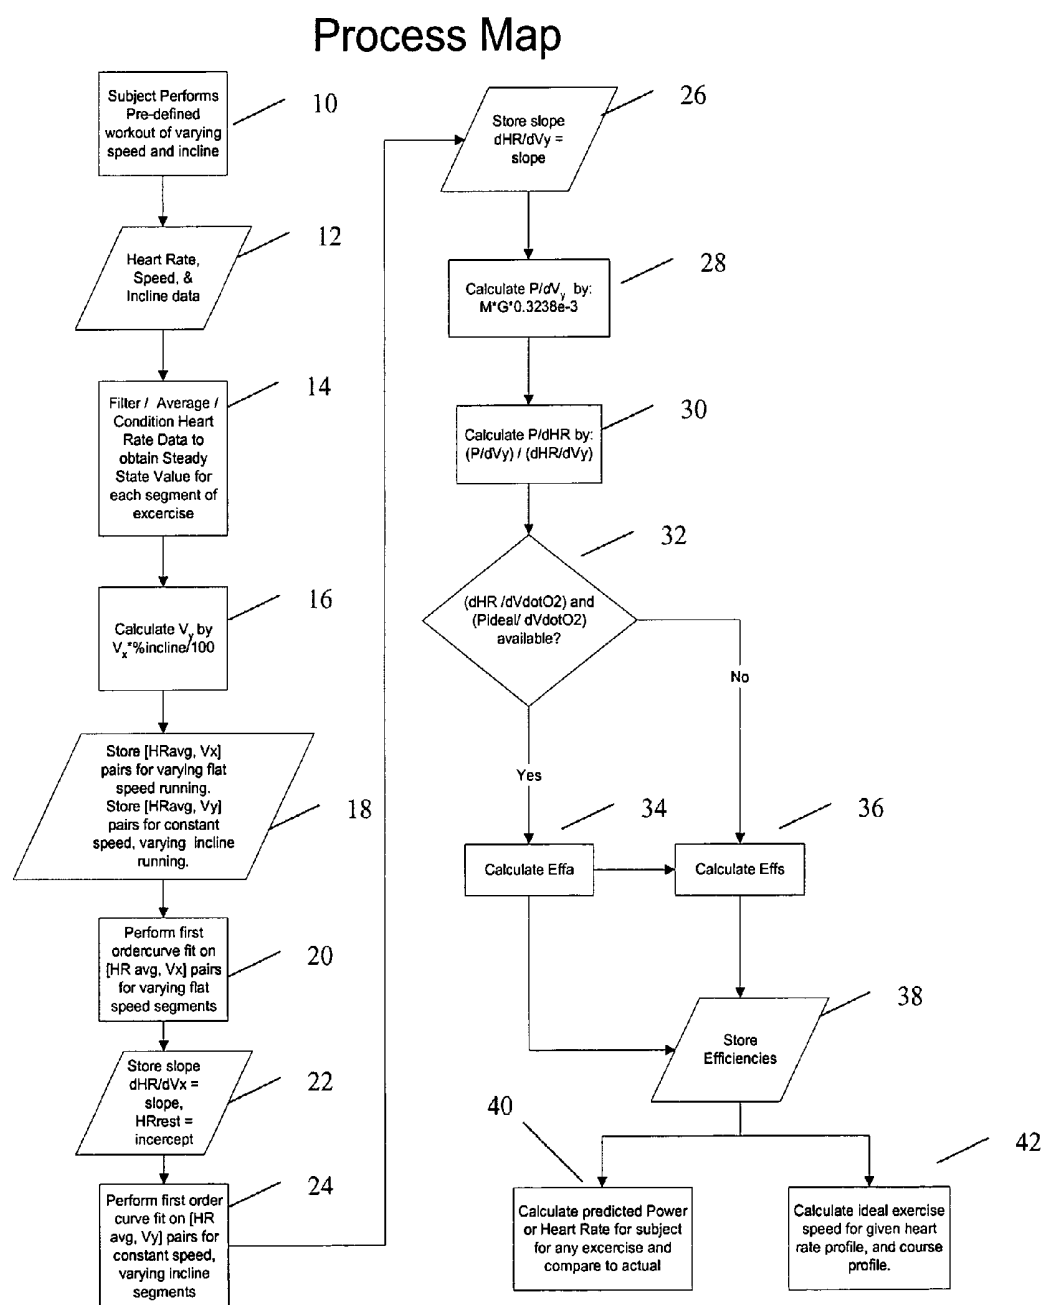 Process Map
Subject Performs
Pre-defined
workout of varying
speed and incline
10
Heart Rate,
Speed, &
Incline data
12
Filter / Average /
Condition Heart
Rate Data to
obtain Steady
State Value for
each segment of
excercise
14
Calculate Vy by
Vx*%incline/100
16
Store [HRavg, Vx]
pairs for varying flat
speed running.
Store [HRavg, Vy]
pairs for constant
speed, varying incline
running.
18
Perform first
ordercurve fit on
[HR avg, Vx] pairs
for varying flat
speed segments
20
Store slope
dHR/dVx =
slope,
HRrest =
incercept
22
Perform first order
curve fit on [HR
avg, Vy] pairs for
constant speed,
varying incline
segments
24
Store slope
dHR/dVy =
slope
26
Calculate P/dVy by:
M*G*0.3238e-3
28
Calculate P/dHR by:
(P/dVy) / (dHR/dVy)
30
(dHR /dVdotO2) and
(PIdeal/ dVdotO2)
available?
32
No
Yes
Calculate Effa
34
Calculate Effs
36
Store
Efficiencies
38
Calculate predicted Power
or Heart Rate for subject
for any excercise and
compare to actual
40
Calculate ideal exercise
speed for given heart
rate profile, and course
profile.
42